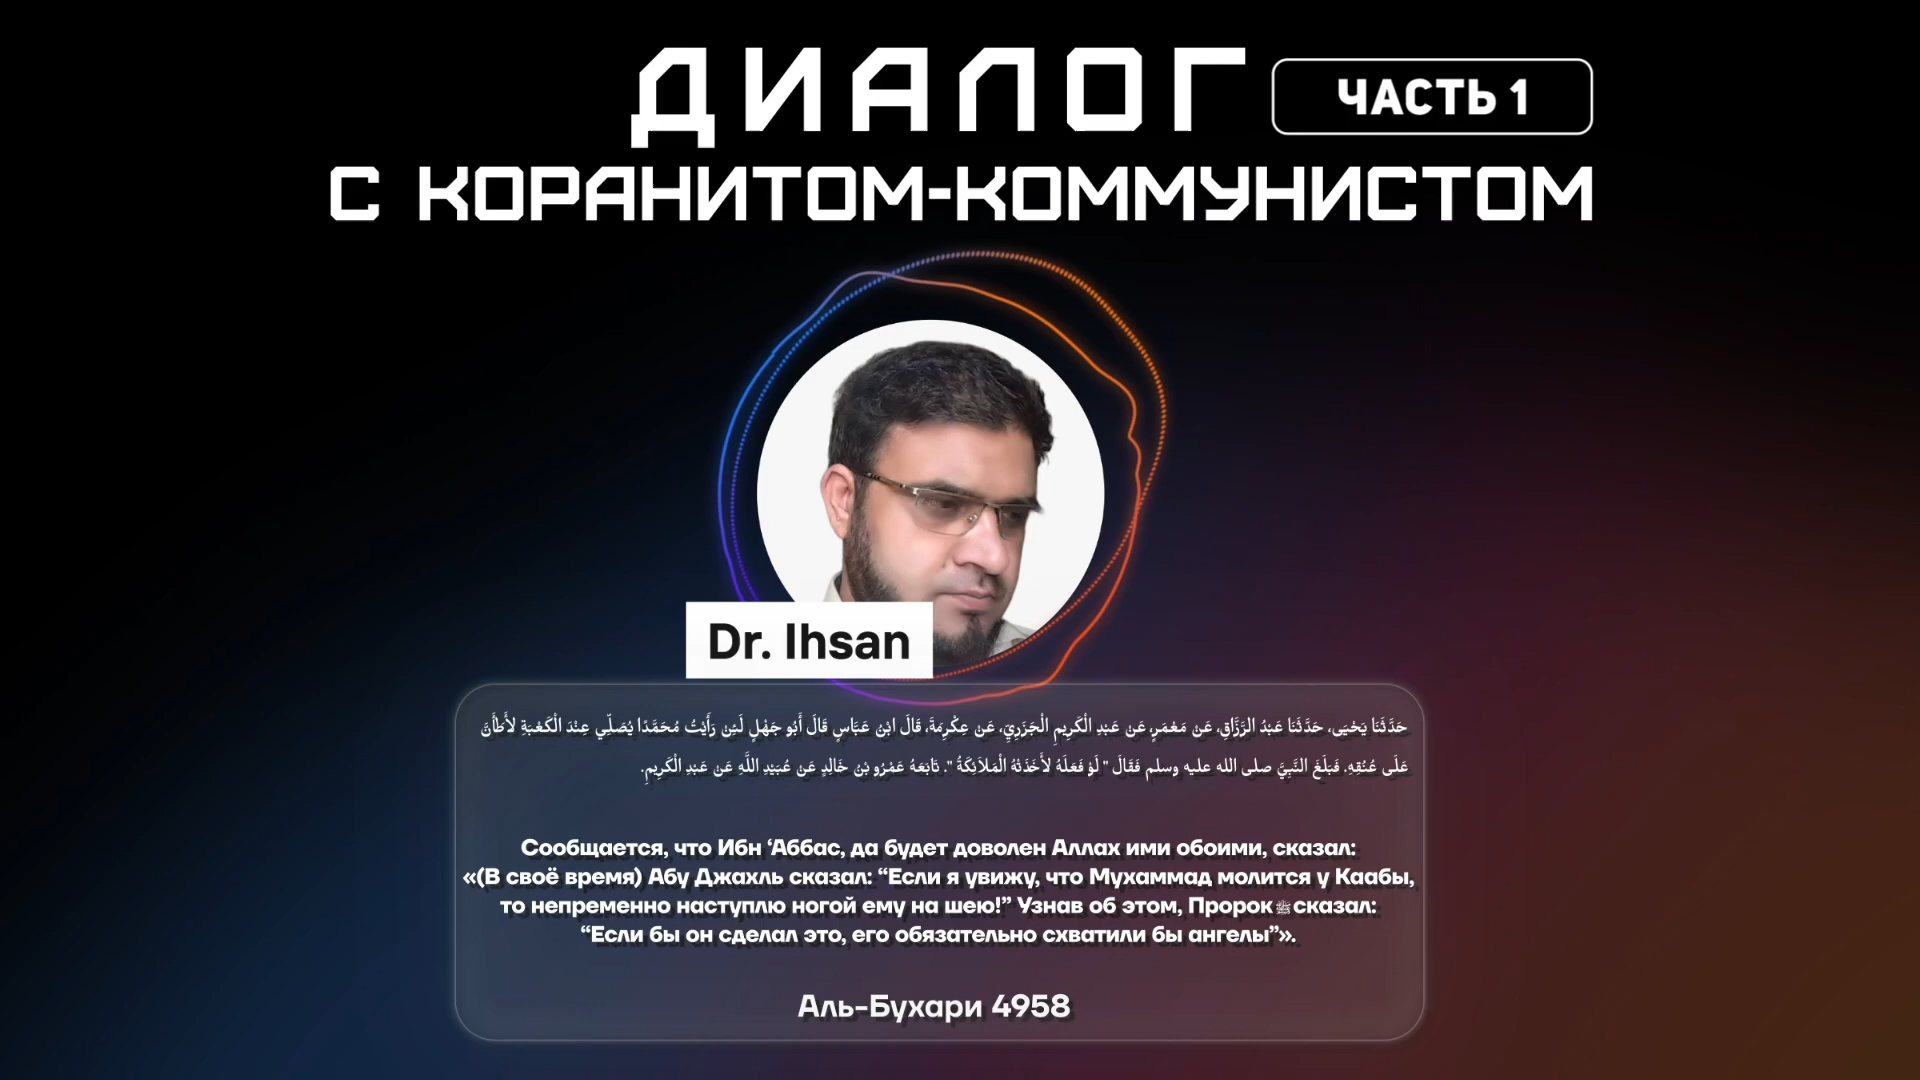 ДИАЛОГ
ЧАСТЬ 1
С КОРАНИТОМ-КОММУНИСТОМ
Dr. Ihsan
حَدَّثَنَا يَحْيَى، حَدَّثَنَا عَبْدُ الرَّزَّاقِ، عَنْ مَعْمَرٍ، عَنْ عَبْدِ الْكَرِيمِ الْجَزَرِيِّ، عَنْ عِكْرِمَةَ، قَالَ ابْنُ عَبَّاسٍ قَالَ أَبُو جَهْلٍ لَئِنْ رَأَيْتُ مُحَمَّدًا يُصَلِّي عِنْدَ الْكَعْبَةِ لأَطَأَنَّ
عَلَى عُنُقِهِ. فَبَلَغَ النَّبِيَّ صلى الله عليه وسلم فَقَالَ " لَوْ فَعَلَهُ لأَخَذَتْهُ الْمَلاَئِكَةُ ". تَابَعَهُ عَمْرُو بْنُ خَالِدٍ عَنْ عُبَيْدِ اللَّهِ عَنْ عَبْدِ الْكَرِيمِ.
Сообщается, что Ибн ‘Аббас, да будет доволен Аллах ими обоими, сказал:
«(В своё время) Абу Джахль сказал: “Если я увижу, что Мухаммад молится у Каабы,
то непременно наступлю ногой ему на шею!” Узнав об этом, Пророк ﷺ сказал:
“Если бы он сделал это, его обязательно схватили бы ангелы”».
Аль-Бухари 4958